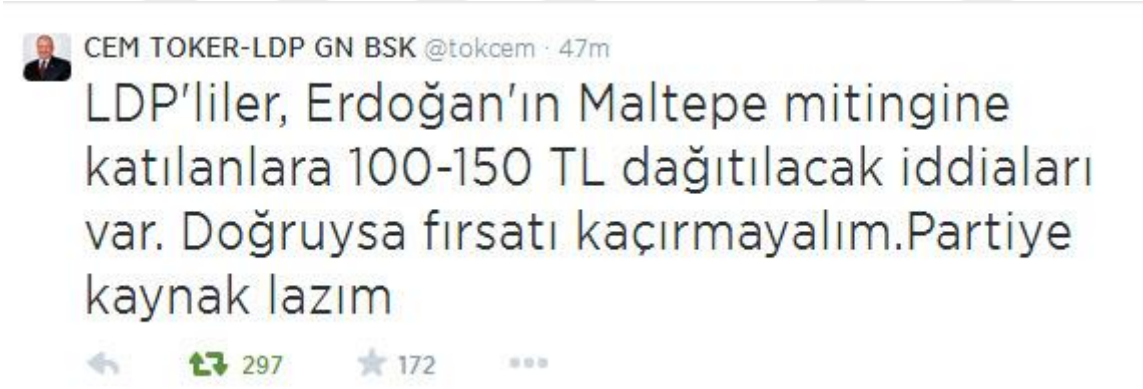 CEM TOKER-LDP GN BSK @tokcem · 47m
LDP'liler, Erdoğan'ın Maltepe mitingine
katılanlara 100-150 TL dağıtılacak iddiaları
var. Doğruysa fırsatı kaçırmayalım.Partiye
kaynak lazım
297 172